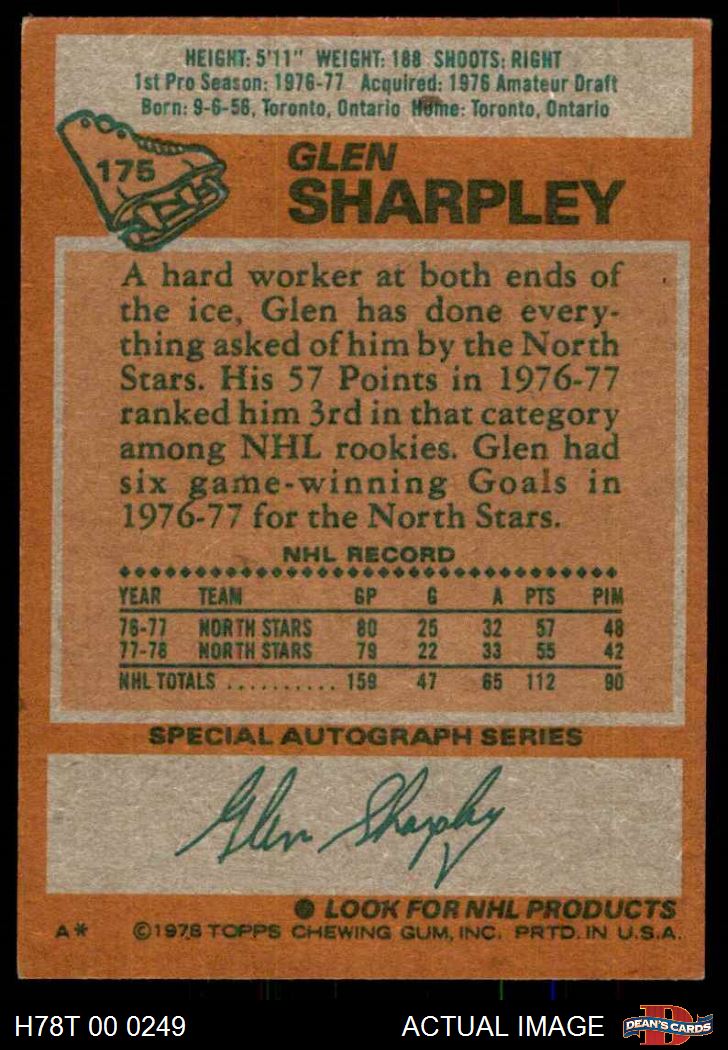 HEIGHT: 5'11" WEIGHT: 188 SHOOTS: RIGHT
1st Pro Season: 1976-77 Acquired: 1976 Amateur Draft
Born: 9-6-56, Toronto, Ontario Home: Toronto, Ontario
175
GLEN
SHARPLEY
A hard worker at both ends of
the ice, Glen has done every-
thing asked of him by the North
Stars. His 57 Points in 1976-77
ranked him 3rd in that category
among NHL rookies. Glen had
six game-winning Goals in
1976-77 for the North Stars.
NHL RECORD
YEAR TEAM GP G A PTS PIM
76-77 NORTH STARS 80 25 32 57 48
77-78 NORTH STARS 79 22 33 55 42
NHL TOTALS .......... 159 47 65 112 90
SPECIAL AUTOGRAPH SERIES
Glen Sharpley
● LOOK FOR NHL PRODUCTS
A* ©1978 TOPPS CHEWING GUM, INC. PRTD. IN U.S.A.
H78T 00 0249 ACTUAL IMAGE D DEAN'S CARDS